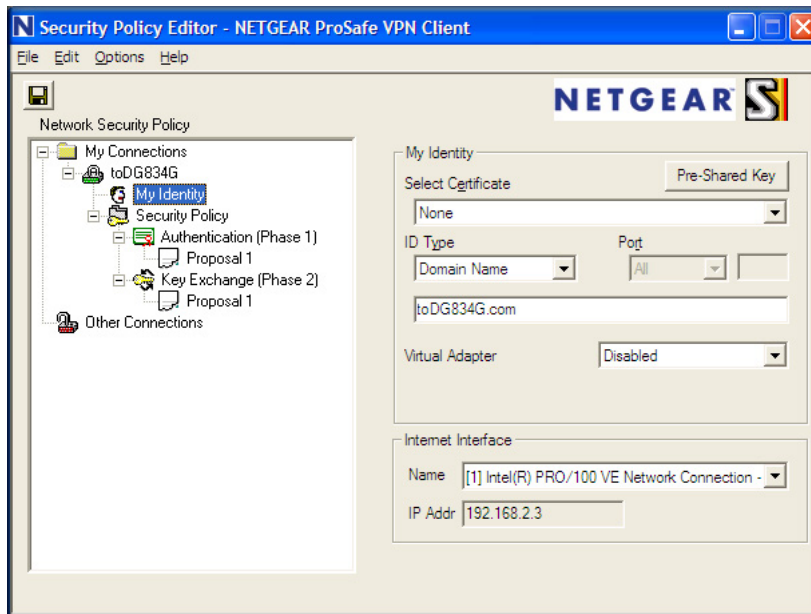 Security Policy Editor - NETGEAR ProSafe VPN Client
File Edit Options Help
NETGEAR
Network Security Policy
My Connections
toDG834G
My Identity
Security Policy
Authentication (Phase 1)
Proposal 1
Key Exchange (Phase 2)
Proposal 1
Other Connections
My Identity
Select Certificate
Pre-Shared Key
None
ID Type
Port
Domain Name
All
toDG834G.com
Virtual Adapter
Disabled
Internet Interface
Name
[1] Intel(R) PRO/100 VE Network Connection -
IP Addr
192.168.2.3